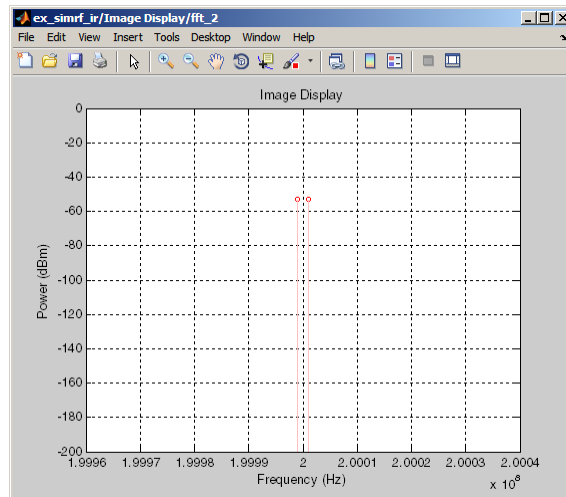 ex_simrf_ir/Image Display/fft_2
File Edit View Insert Tools Desktop Window Help
Image Display
0
-20
-40
-60
-80
-100
-120
-140
-160
-180
-200
Power (dBm)
1.9996 1.9997 1.9998 1.9999 2 2.0001 2.0002 2.0003 2.0004
Frequency (Hz)
x 10^8